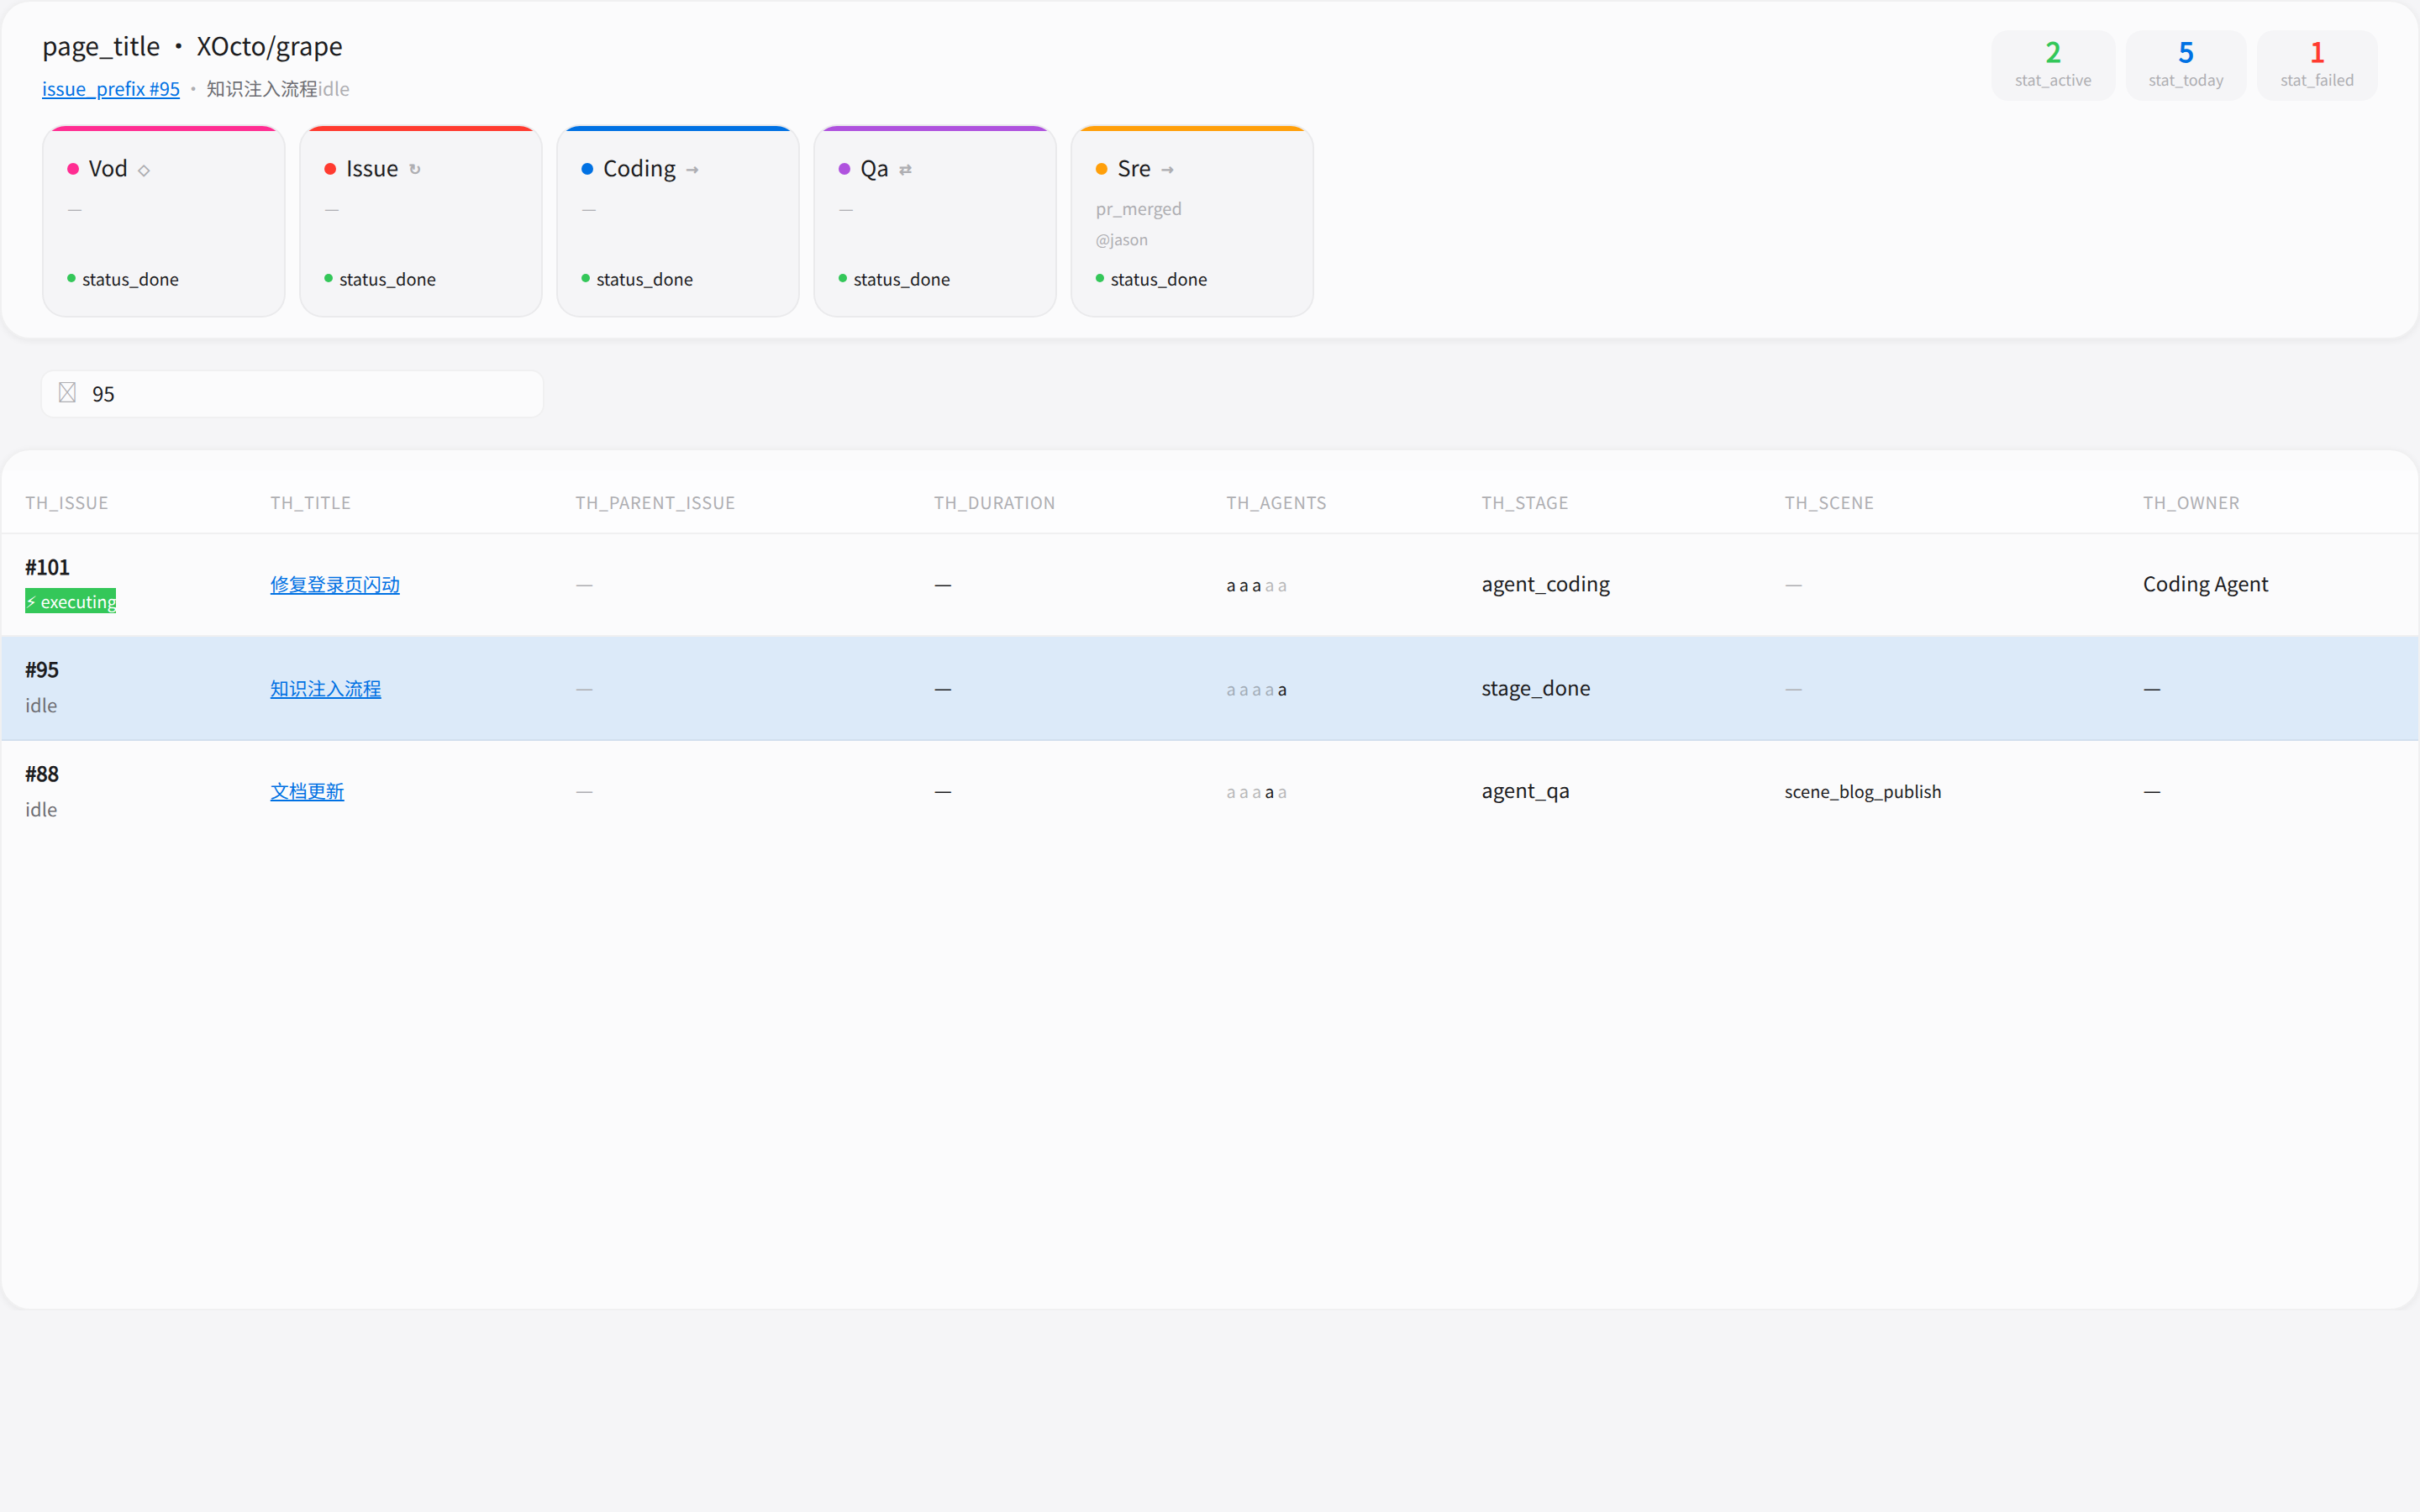 page_title • XOcto/grape
issue_prefix #95 • 知识注入流程idle
2
stat_active
5
stat_today
1
stat_failed
Vod ◇
—
status_done
Issue ↻
—
status_done
Coding →
—
status_done
Qa ⇄
—
status_done
Sre →
pr_merged
@jason
status_done
95
TH_ISSUE TH_TITLE TH_PARENT_ISSUE TH_DURATION TH_AGENTS TH_STAGE TH_SCENE TH_OWNER
#101
⚡ executing 修复登录页闪动 — — a a a a a agent_coding — Coding Agent
#95
idle 知识注入流程 — — a a a a a stage_done — —
#88
idle 文档更新 — — a a a a a agent_qa scene_blog_publish —